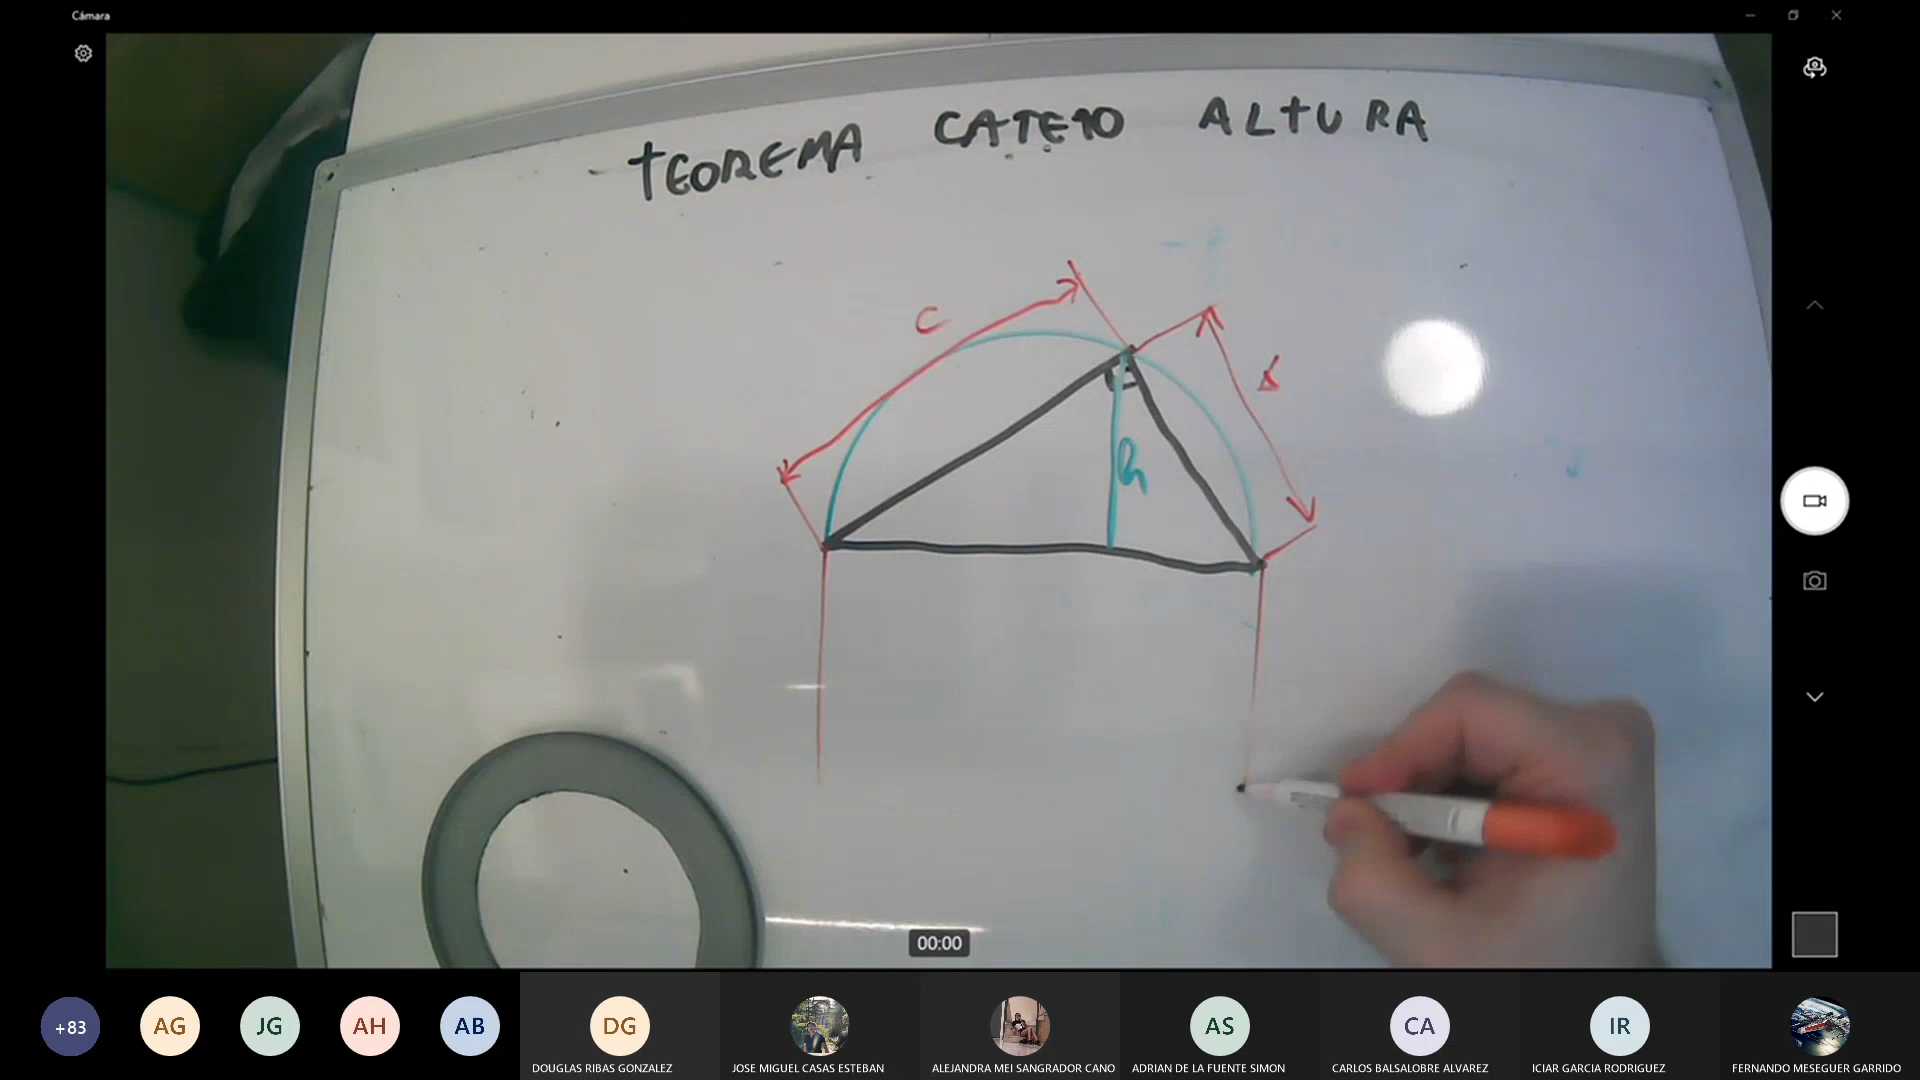 Cámara
TEOREMA CATETO ALTURA
C
h
00:00
+83
AG
JG
AH
AB
DG
AS
CA
IR
DOUGLAS RIBAS GONZALEZ
JOSE MIGUEL CASAS ESTEBAN
ALEJANDRA MEI SANGRADOR CANO
ADRIAN DE LA FUENTE SIMON
CARLOS BALSALOBRE ALVAREZ
ICIAR GARCIA RODRIGUEZ
FERNANDO MESEGUER GARRIDO